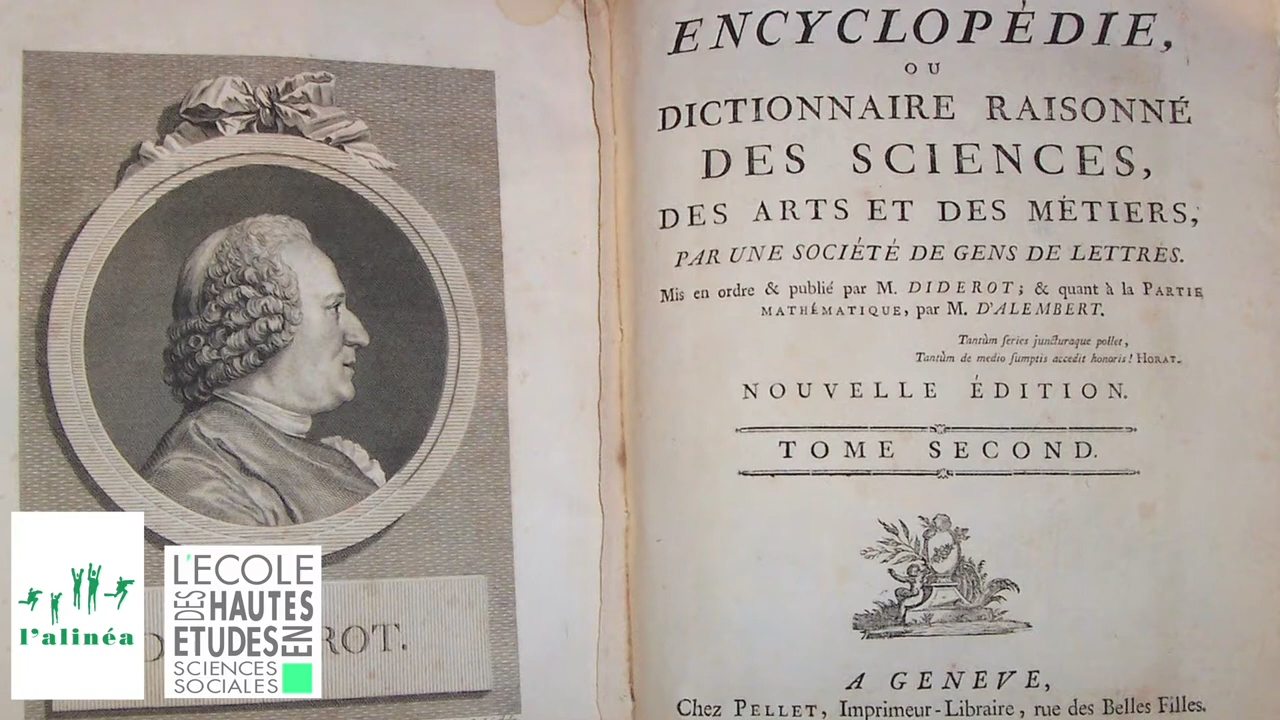 ENCYCLOPÉDIE,
OU
DICTIONNAIRE RAISONNÉ
DES SCIENCES,
DES ARTS ET DES MÉTIERS,
PAR UNE SOCIÉTÉ DE GENS DE LETTRES.
Mis en ordre & publié par M. DIDEROT; & quant à la PARTIE
MATHÉMATIQUE, par M. D'ALEMBERT.
Tantùm ſeries juncturaque pollet,
Tantùm de medio ſumptis accedit honoris! HORAT.
NOUVELLE ÉDITION.
TOME SECOND.
A GENEVE,
Chez PELLET, Imprimeur-Libraire, rue des Belles Filles.
D ROT.
l'alinéa
L'ECOLE
DES HAUTES
ETUDES EN
SCIENCES
SOCIALES